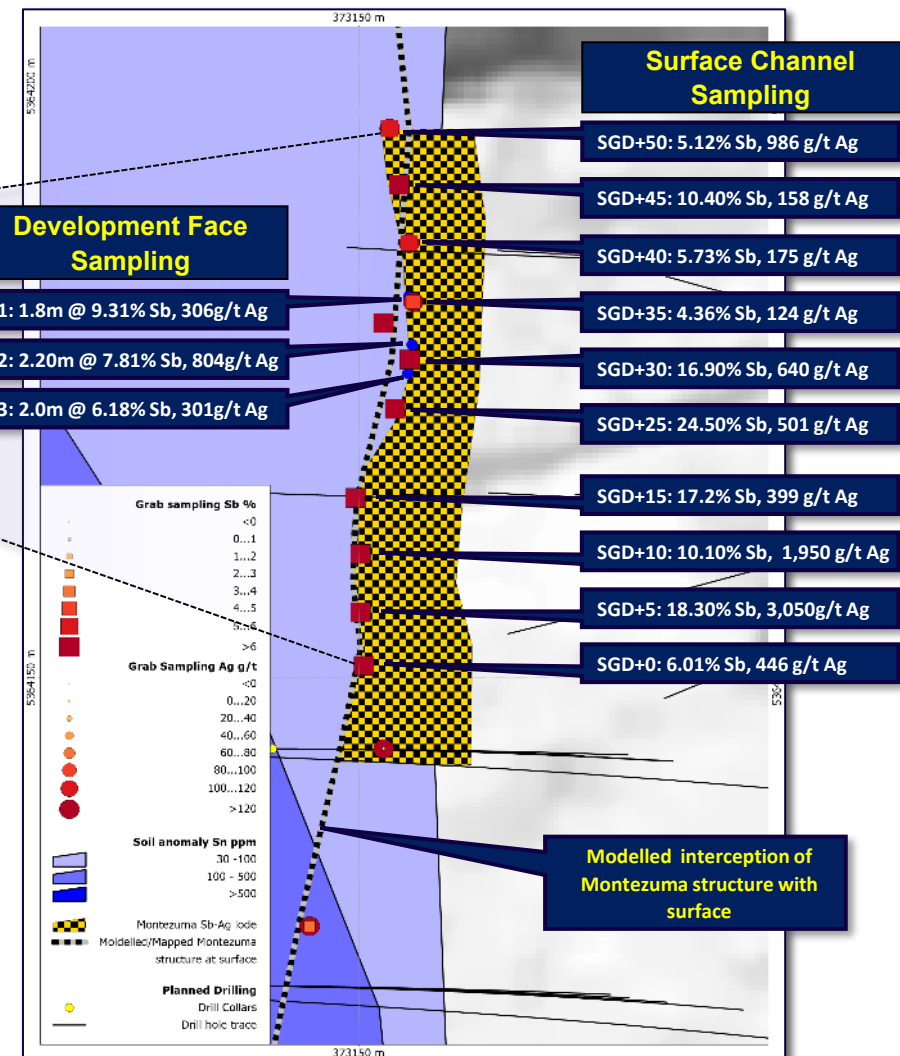 373150 m
5364200 m
Surface Channel
Sampling
SGD+50: 5.12% Sb, 986 g/t Ag
SGD+45: 10.40% Sb, 158 g/t Ag
SGD+40: 5.73% Sb, 175 g/t Ag
SGD+35: 4.36% Sb, 124 g/t Ag
SGD+30: 16.90% Sb, 640 g/t Ag
SGD+25: 24.50% Sb, 501 g/t Ag
SGD+15: 17.2% Sb, 399 g/t Ag
SGD+10: 10.10% Sb, 1,950 g/t Ag
SGD+5: 18.30% Sb, 3,050g/t Ag
SGD+0: 6.01% Sb, 446 g/t Ag
Development Face
Sampling
1: 1.8m @ 9.31% Sb, 306g/t Ag
2: 2.20m @ 7.81% Sb, 804g/t Ag
3: 2.0m @ 6.18% Sb, 301g/t Ag
5364150 m
Grab sampling Sb %
<0
0...1
1...2
2...3
3...4
4...5
5...6
>6
Grab Sampling Ag g/t
<0
0...20
20...40
40...60
60...80
80...100
100...120
>120
Soil anomaly Sn ppm
30 -100
100 - 500
>500
Montezuma Sb-Ag lode
Moldelled/Mapped Montezuma
structure at surface
Planned Drilling
Drill Collars
Drill hole trace
Modelled interception of
Montezuma structure with
surface
373150 m